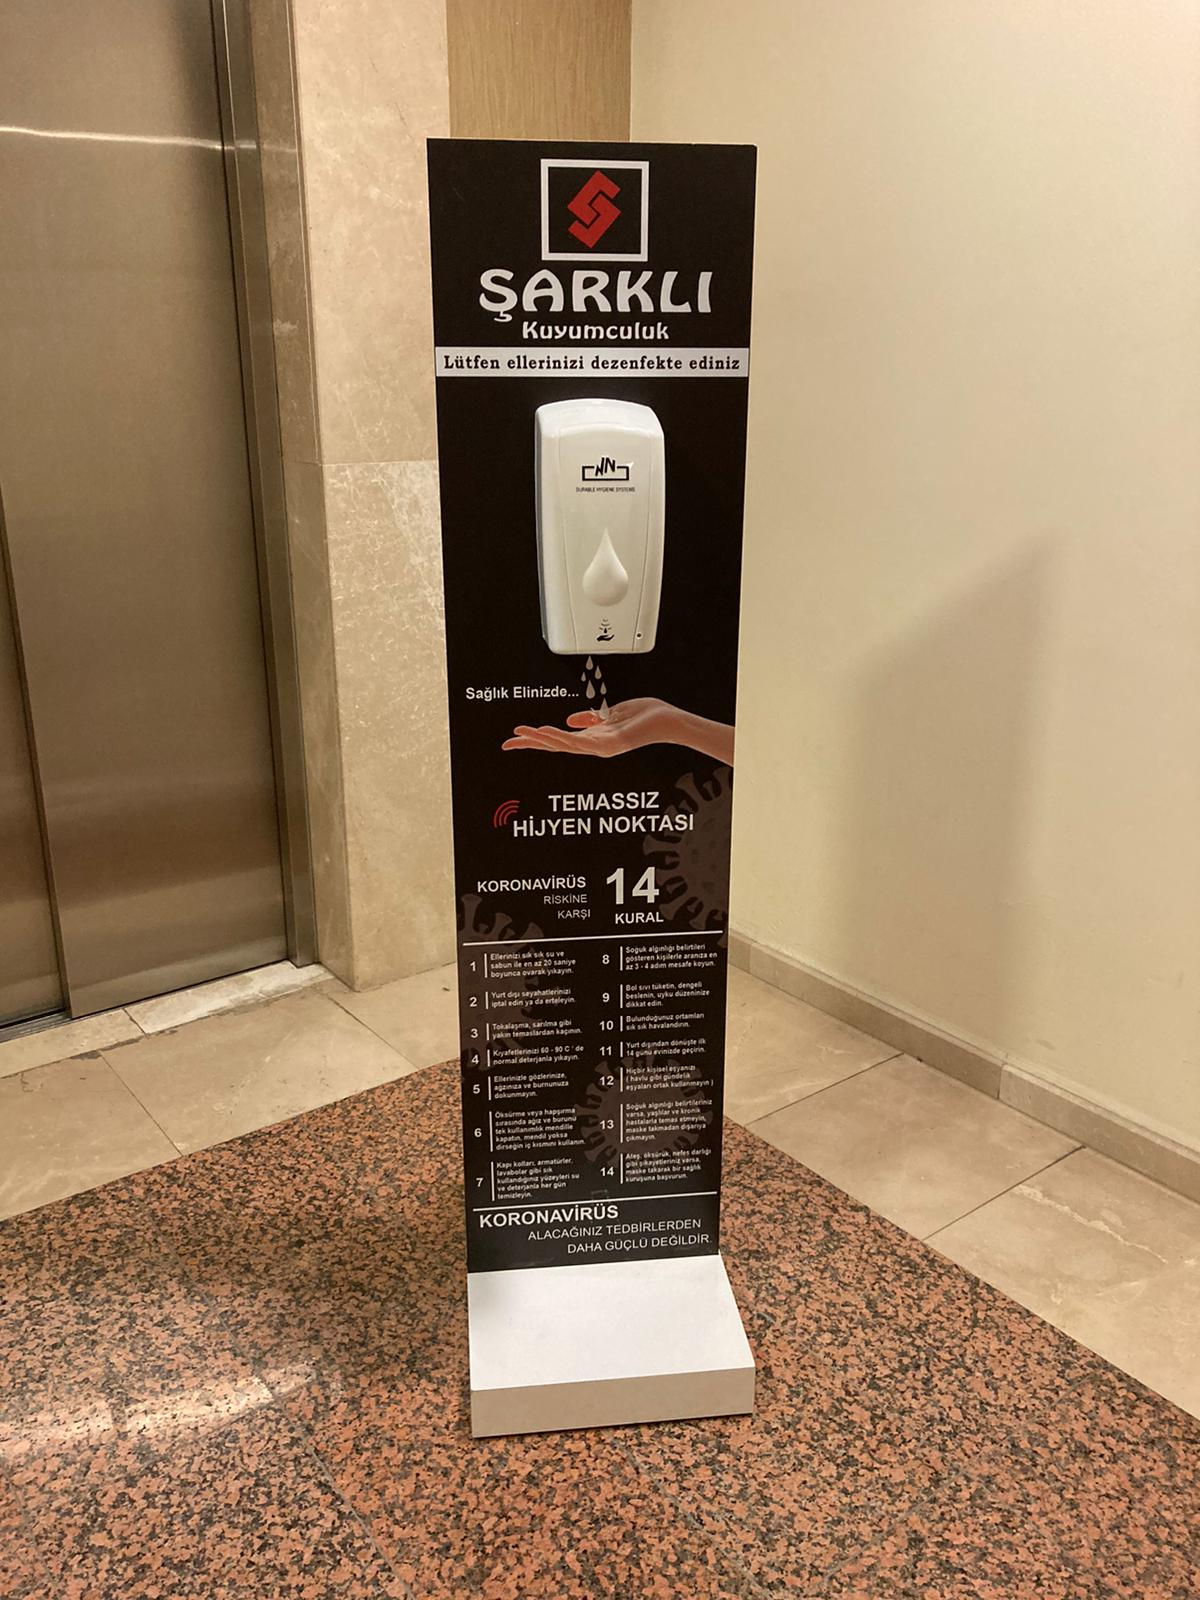 ŞARKLI
Kuyumculuk
Lütfen ellerinizi dezenfekte ediniz
DURABLE HYGIENE SYSTEMS
Sağlık Elinizde...
TEMASSIZ
HİJYEN NOKTASI
KORONAVİRÜS
RİSKİNE
KARŞI
14
KURAL
1
Ellerinizi sık sık su ve
sabun ile en az 20 saniye
boyunca ovarak yıkayın.
2
Yurt dışı seyahatlerinizi
iptal edin ya da erteleyin.
3
Tokalaşma, sarılma gibi
yakın temaslardan kaçının.
4
Kıyafetlerinizi 60 - 90 C ' de
normal deterjanla yıkayın.
5
Ellerinizle gözlerinize,
ağzınıza ve burnunuza
dokunmayın.
6
Öksürme veya hapşırma
sırasında ağız ve burunu
tek kullanımlık mendille
kapatın, mendil yoksa
dirseğin iç kısmını kullanın.
7
Kapı kolları, armatürler,
lavabolar gibi sık
kullandığınız yüzeyleri su
ve deterjanla her gün
temizleyin.
8
Soğuk algınlığı belirtileri
gösteren kişilerle aranıza en
az 3 - 4 adım mesafe koyun.
9
Bol sıvı tüketin, dengeli
beslenin, uyku düzeninize
dikkat edin.
10
Bulunduğunuz ortamları
sık sık havalandırın.
11
Yurt dışından dönüşte ilk
14 günü evinizde geçirin.
12
Hiçbir kişisel eşyanızı
( havlu gibi gündelik
eşyaları ortak kullanmayın )
13
Soğuk algınlığı belirtileriniz
varsa, yaşlılar ve kronik
hastalarla temas etmeyin,
maske takmadan dışarıya
çıkmayın.
14
Ateş, öksürük, nefes darlığı
gibi şikayetleriniz varsa,
maske takarak bir sağlık
kuruşuna başvurun.
KORONAVİRÜS
ALACAĞINIZ TEDBİRLERDEN
DAHA GÜÇLÜ DEĞİLDİR.